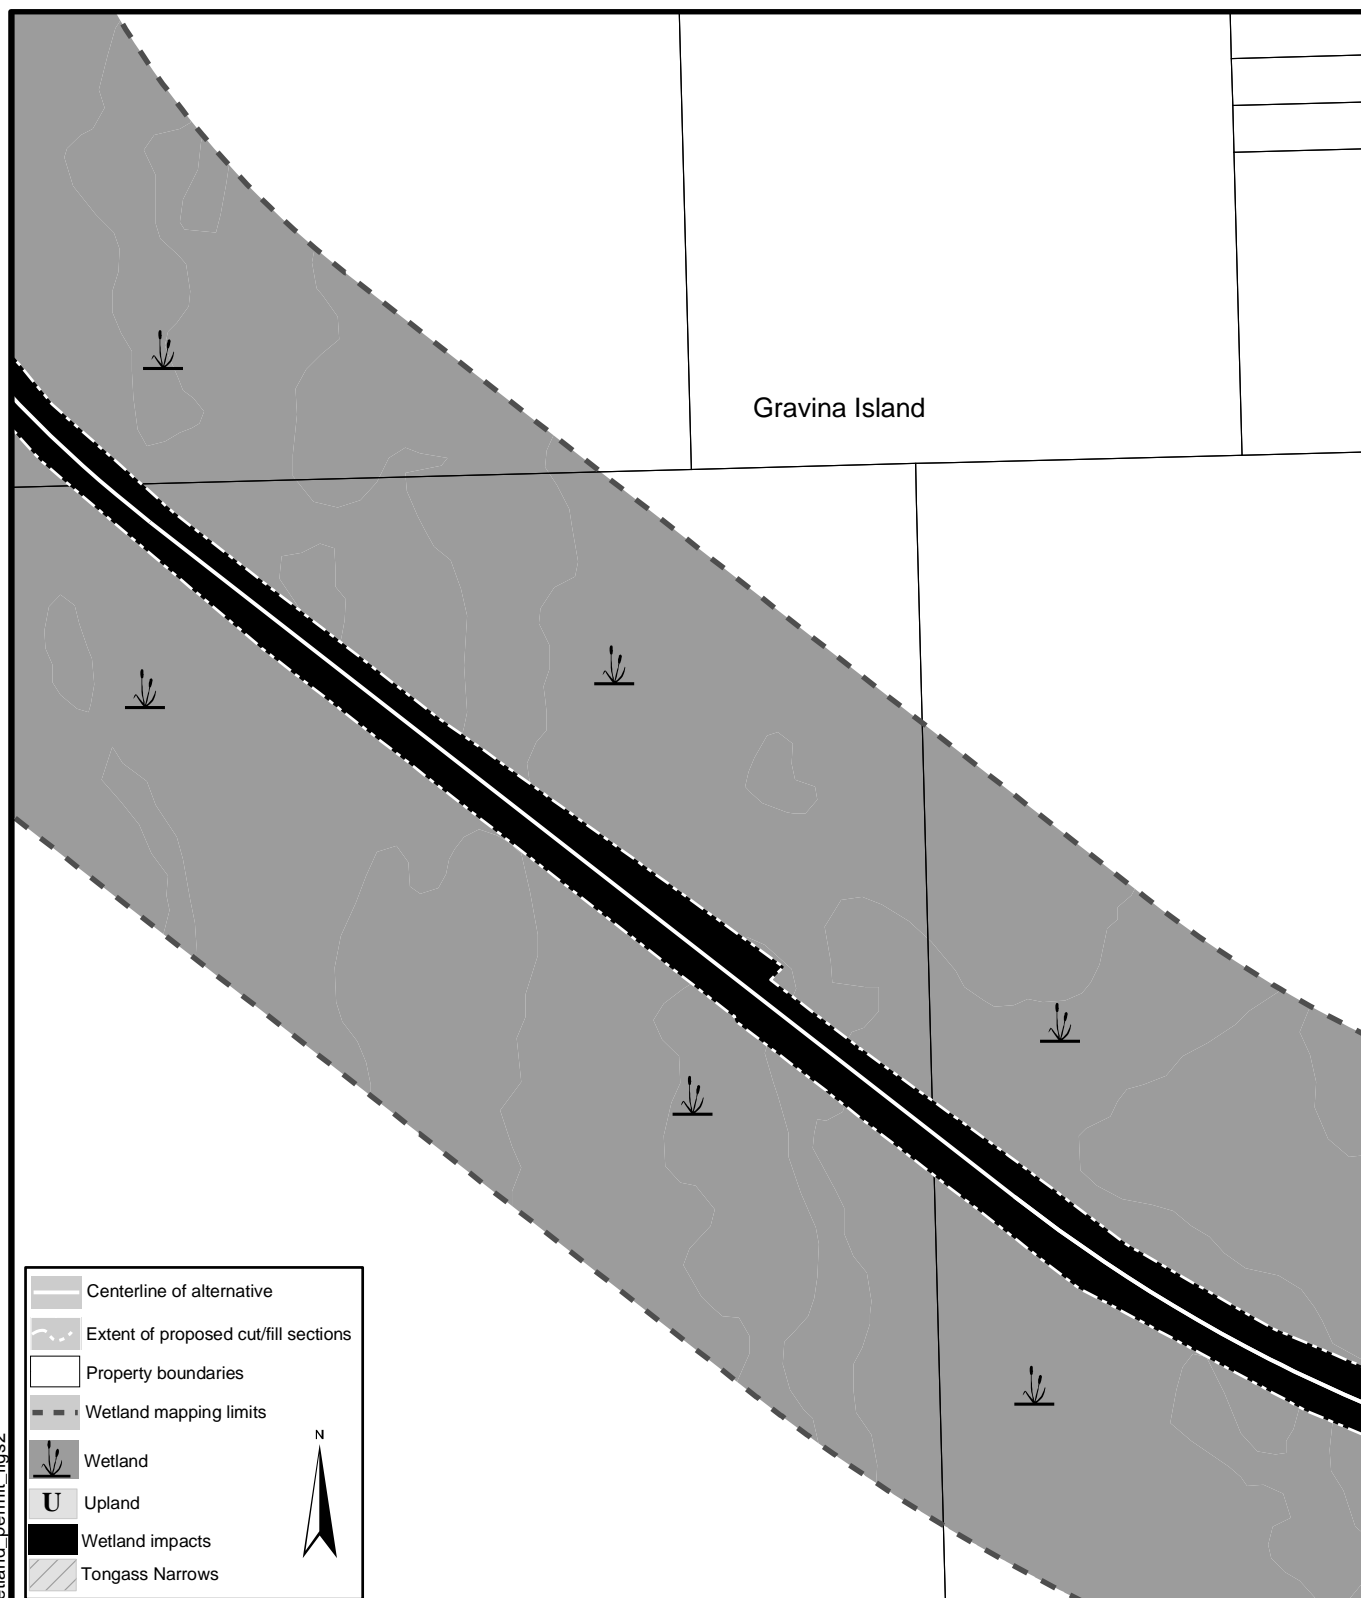 Gravina Island
Centerline of alternative
Extent of proposed cut/fill sections
Property boundaries
Wetland mapping limits
N
Wetland
U Upland
Wetland impacts
Tongass Narrows